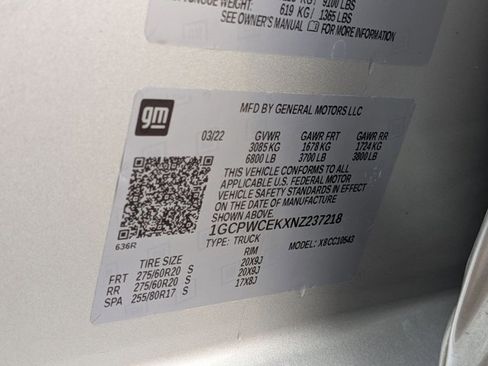 WEIGHT:
9100 LBS
619 KG / 1365 LBS
SEE OWNER'S MANUAL FOR MORE INFORMATION
gm
MFD BY GENERAL MOTORS LLC
03/22 GVWR GAWR FRT GAWR RR
3085 KG 1678 KG 1724 KG
6800 LB 3700 LB 3800 LB
THIS VEHICLE CONFORMS TO ALL
APPLICABLE U.S. FEDERAL MOTOR
VEHICLE SAFETY STANDARDS IN EFFECT
ON THE DATE OF MANUFACTURE
SHOWN ABOVE.
1GCPWCEKXNZ237218
636R
TYPE: TRUCK MODEL: X8CC10543
TIRE SIZE RIM
FRT 275/60R20 S 20X9J
RR 275/60R20 S 20X9J
SPA 255/80R17 S 17X8J